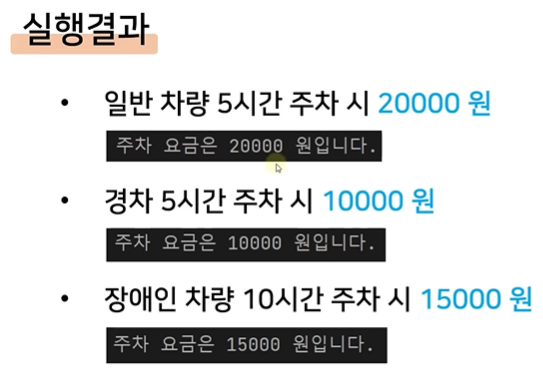 실행결과
• 일반 차량 5시간 주차 시 20000 원
주차 요금은 20000 원입니다.
• 경차 5시간 주차 시 10000 원
주차 요금은 10000 원입니다.
• 장애인 차량 10시간 주차 시 15000 원
주차 요금은 15000 원입니다.